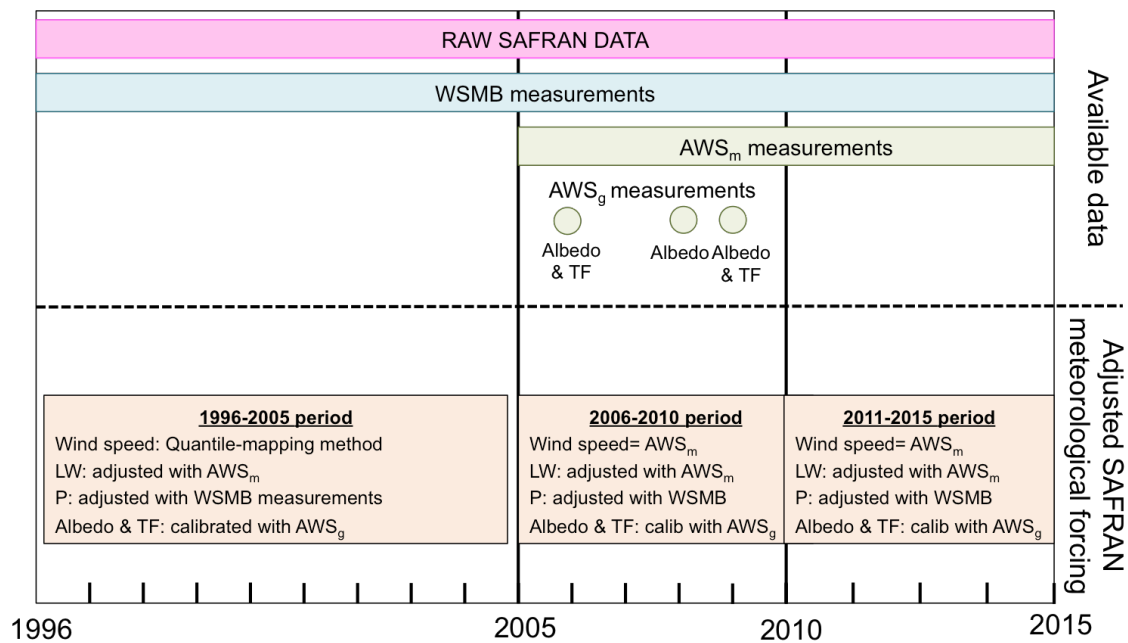 RAW SAFRAN DATA
WSMB measurements
AWSm measurements
AWSg measurements
Albedo
& TF
Albedo
Albedo
& TF
Available data
Adjusted SAFRAN
meteorological forcing
1996-2005 period
Wind speed: Quantile-mapping method
LW: adjusted with AWSm
P: adjusted with WSMB measurements
Albedo & TF: calibrated with AWSg
2006-2010 period
Wind speed= AWSm
LW: adjusted with AWSm
P: adjusted with WSMB
Albedo & TF: calib with AWSg
2011-2015 period
Wind speed= AWSm
LW: adjusted with AWSm
P: adjusted with WSMB
Albedo & TF: calib with AWSg
1996
2005
2010
2015